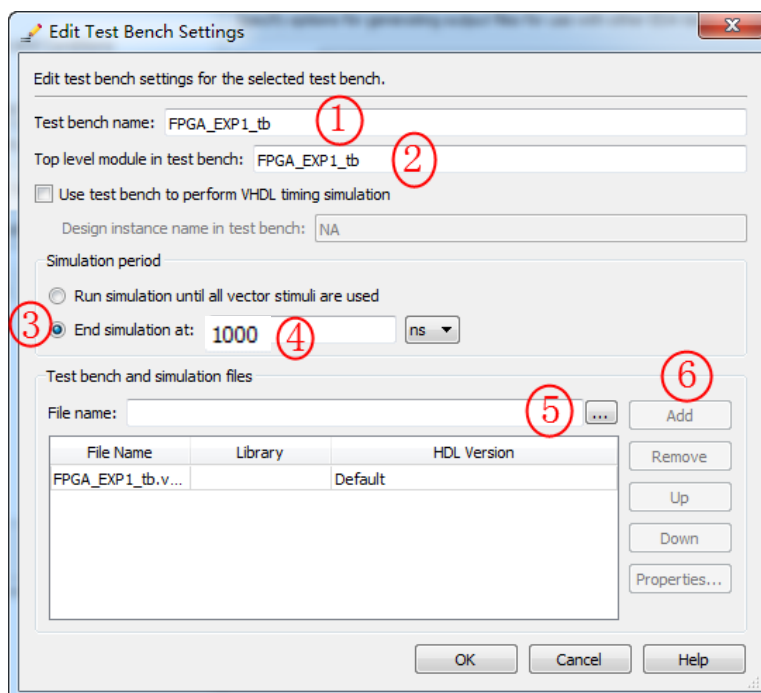 Edit Test Bench Settings
X
Edit test bench settings for the selected test bench.
Test bench name: FPGA_EXP1_tb ①
Top level module in test bench: FPGA_EXP1_tb ②
Use test bench to perform VHDL timing simulation
Design instance name in test bench: NA
Simulation period
Run simulation until all vector stimuli are used
③ End simulation at: 1000 ④ ns
Test bench and simulation files
File name: ⑤ ... ⑥ Add
File Name Library HDL Version Remove
FPGA_EXP1_tb.v... Default
Up
Down
Properties...
OK Cancel Help